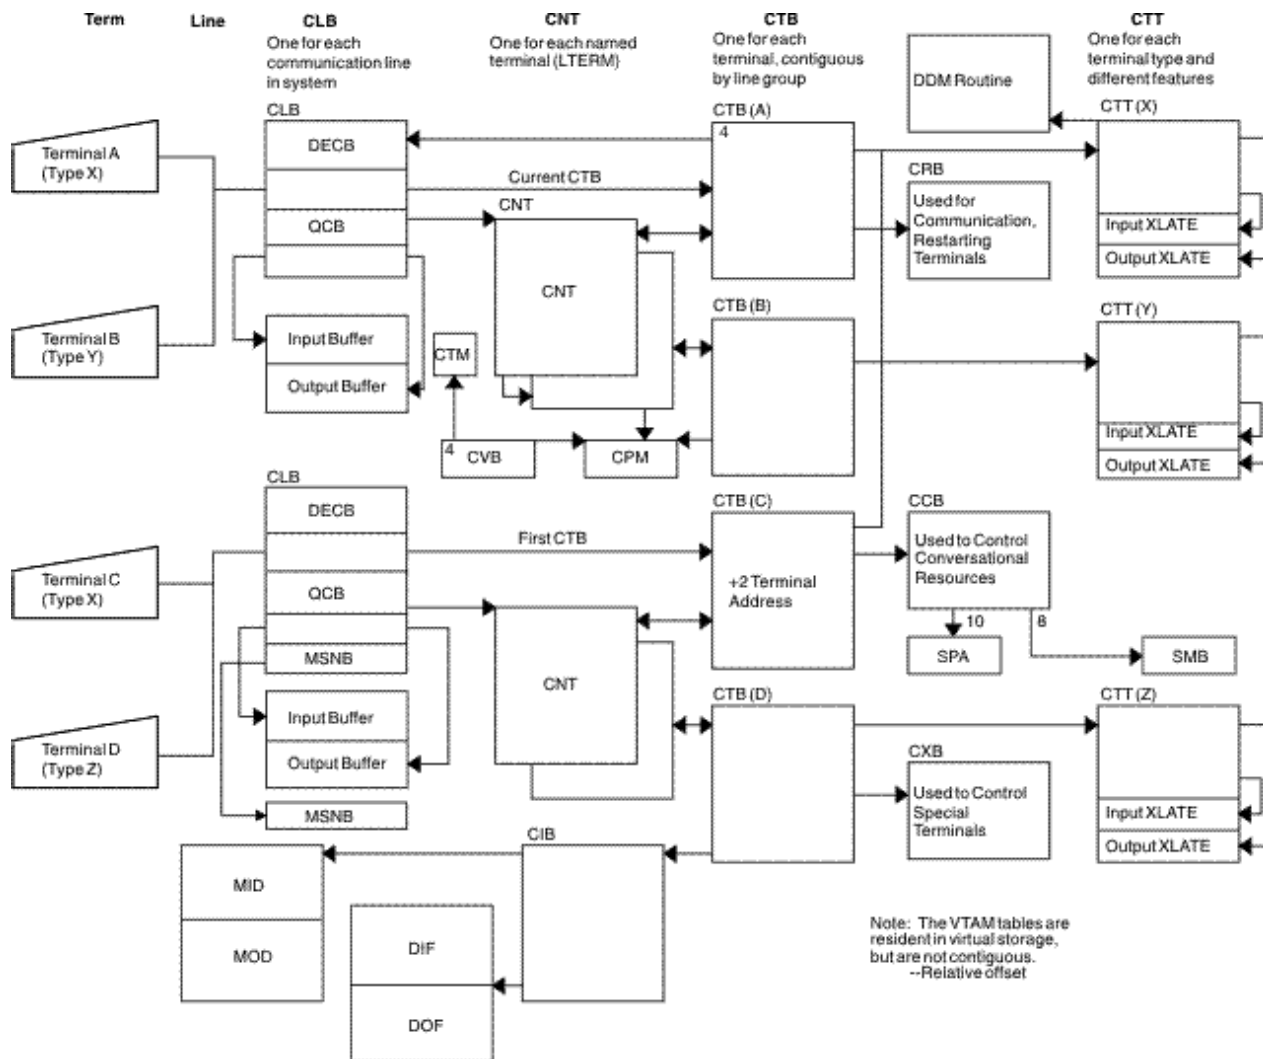 Term
Line
CLB
One for each
communication line
in system
CNT
One for each named
terminal (LTERM)
CTB
One for each
terminal, contiguous
by line group
CTT
One for each
terminal type and
different features
DDM Routine
CLB
CTB (A)
CTT (X)
Terminal A
(Type X)
DECB
4
Current CTB
CNT
CRB
Used for
Communication,
Restarting
Terminals
QCB
Input XLATE
Output XLATE
CNT
CTB (B)
CTT (Y)
Terminal B
(Type Y)
Input Buffer
Output Buffer
CTM
4
CVB
CPM
Input XLATE
Output XLATE
CLB
DECB
CTB (C)
CCB
First CTB
Used to Control
Conversational
Resources
Terminal C
(Type X)
QCB
+2 Terminal
Address
10
8
MSNB
SPA
SMB
CNT
CTB (D)
CTT (Z)
Input Buffer
Terminal D
(Type Z)
Output Buffer
CXB
Used to Control
Special
Terminals
MSNB
Input XLATE
Output XLATE
CIB
MID
MOD
DIF
DOF
Note: The VTAM tables are
resident in virtual storage,
but are not contiguous.
--Relative offset